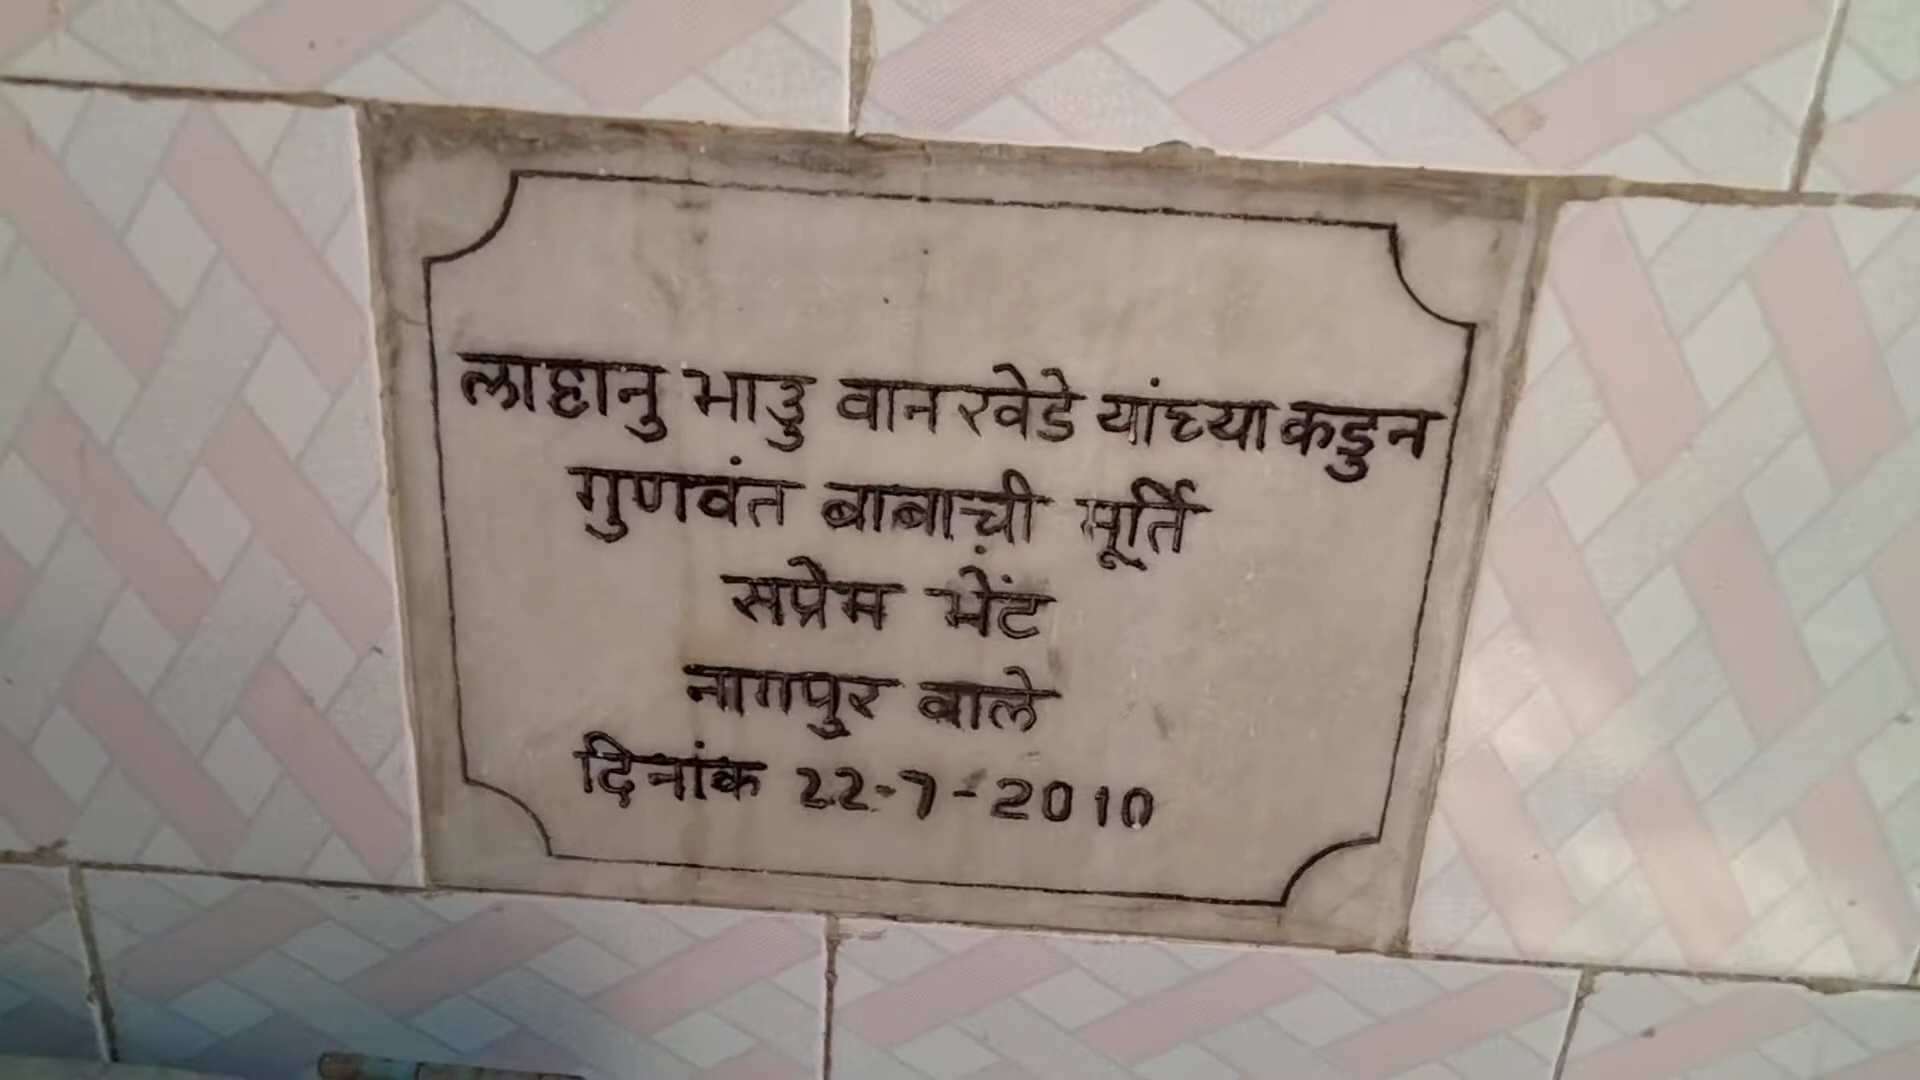 लाहानु भाउ वानखेडे यांच्या कडुन
गुणवंत बाबाची मूर्ति
सप्रेम भेंट
नागपुर वाले
दिनांक 22-7-2010